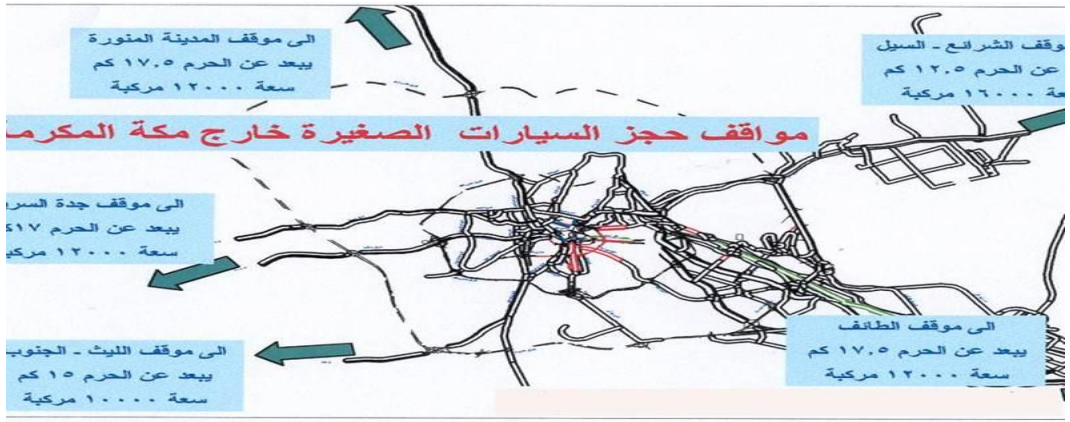 الى موقف المدينة المنورة
يبعد عن الحرم ١٧.٥ كم
سعة ١٢٠٠٠ مركبة
وقف الشرائع - السيل
عن الحرم ١٢.٥ كم
١٦٠٠٠ مركبة
مواقف حجز السيارات الصغيرة خارج مكة
الى موقف جدة
يبعد عن الحرم ١٧
سعة ١٢٠٠٠
الى موقف الليث - الجنوب
يبعد عن الحرم ١٥ كم
سعة ١٠٠٠٠ مركبة
الى موقف الطائف
يبعد عن الحرم ١٧.٥ كم
سعة ١٢٠٠٠ مركبة